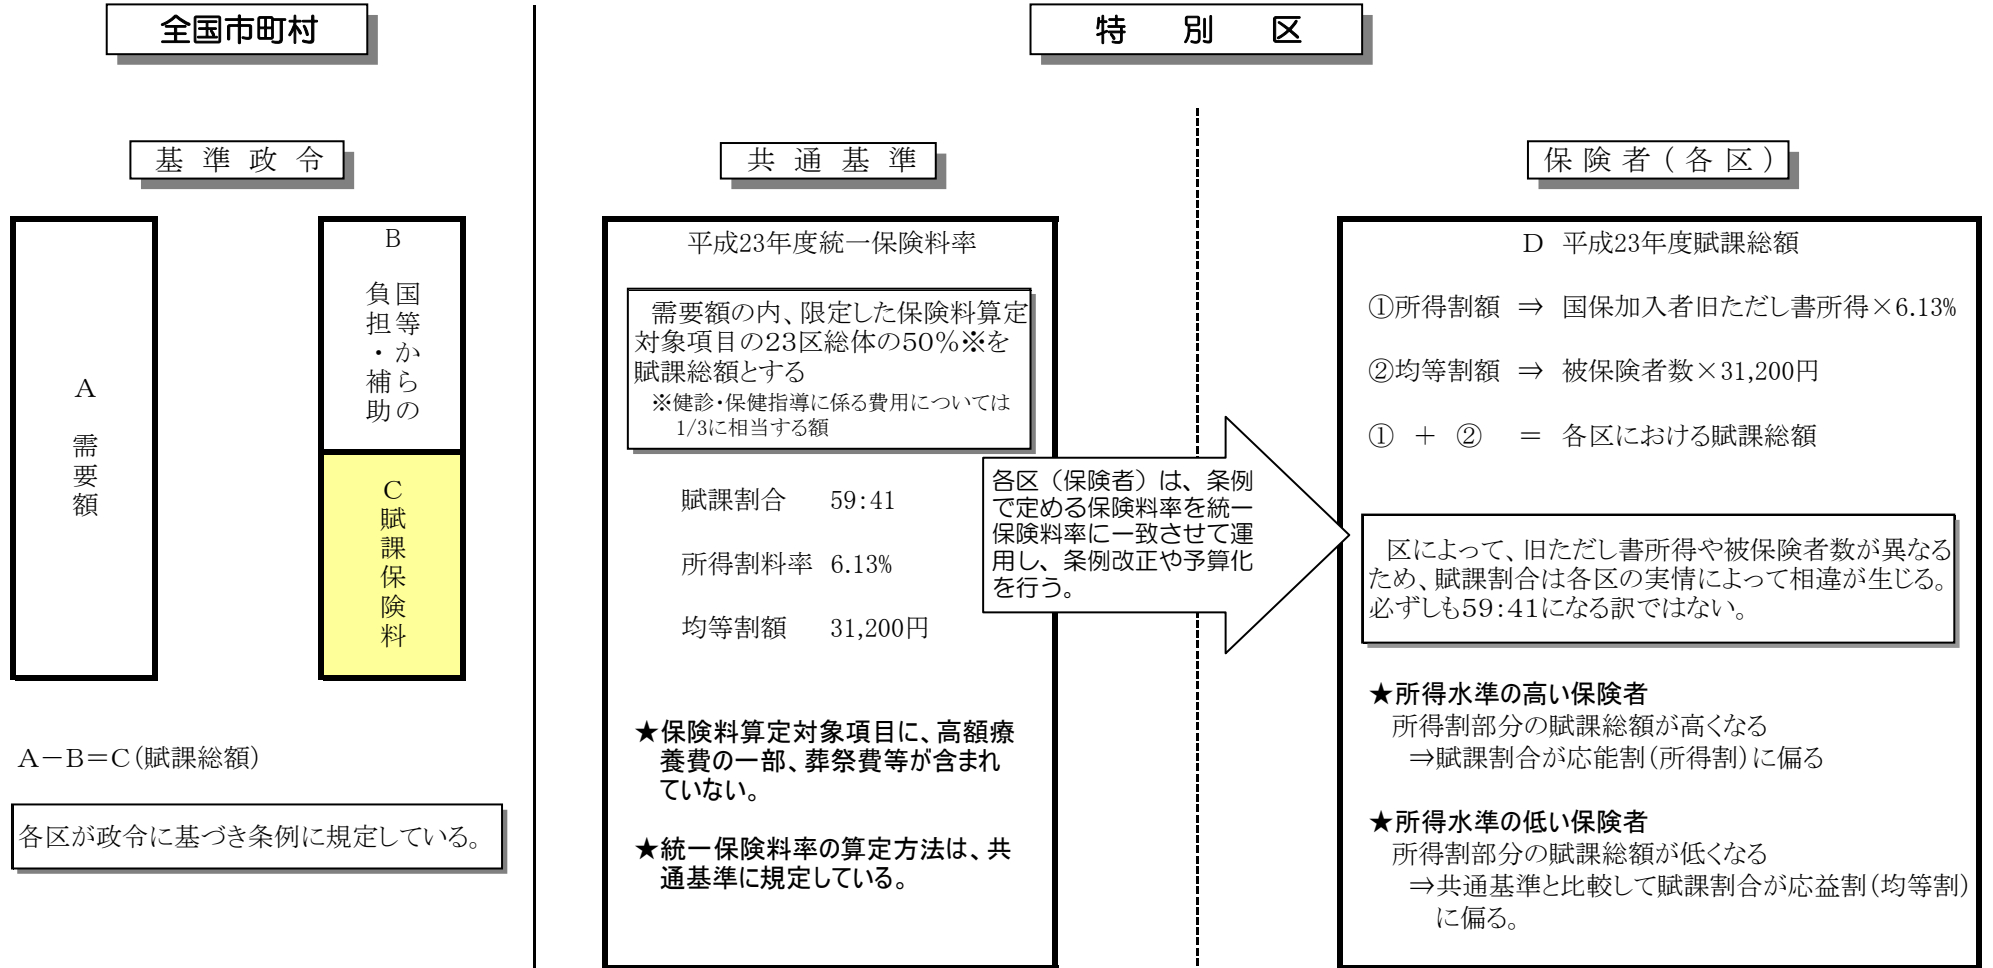 全国市町村
特別区
基準政令
共通基準
保険者(各区)
A
需要額
B
国等からの
負担・補助
C
賦課保険料
A－B＝C(賦課総額)
各区が政令に基づき条例に規定している。
平成23年度統一保険料率
需要額の内、限定した保険料算定
対象項目の23区総体の50%※を
賦課総額とする
※健診・保健指導に係る費用については
1/3に相当する額
賦課割合 59:41
所得割料率 6.13%
均等割額 31,200円
★保険料算定対象項目に、高額療
養費の一部、葬祭費等が含まれ
ていない。
★統一保険料率の算定方法は、共
通基準に規定している。
各区（保険者）は、条例
で定める保険料率を統一
保険料率に一致させて運
用し、条例改正や予算化
を行う。
D 平成23年度賦課総額
①所得割額 ⇒ 国保加入者旧ただし書所得×6.13%
②均等割額 ⇒ 被保険者数×31,200円
① ＋ ② ＝ 各区における賦課総額
区によって、旧ただし書所得や被保険者数が異なる
ため、賦課割合は各区の実情によって相違が生じる。
必ずしも59:41になる訳ではない。
★所得水準の高い保険者
所得割部分の賦課総額が高くなる
⇒賦課割合が応能割(所得割)に偏る
★所得水準の低い保険者
所得割部分の賦課総額が低くなる
⇒共通基準と比較して賦課割合が応益割(均等割)
に偏る。